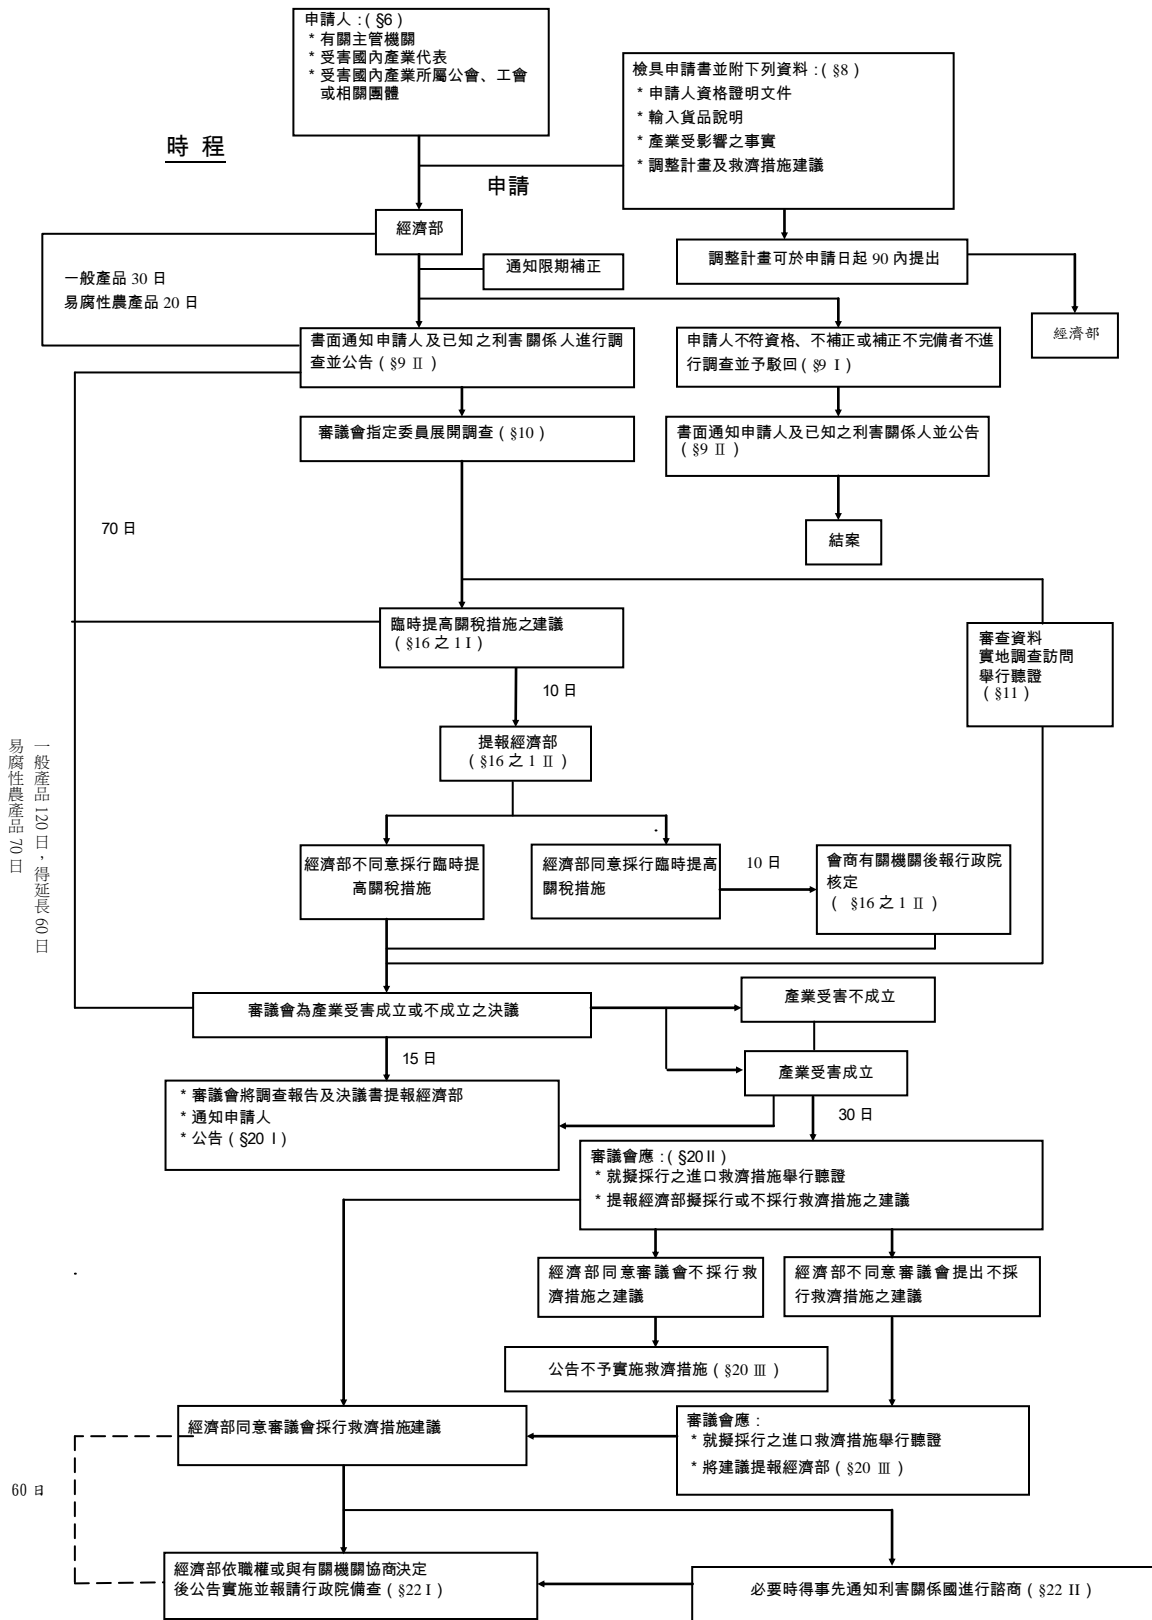 申請人：( §6 )
* 有關主管機關
* 受害國內產業代表
* 受害國內產業所屬公會、工會
或相關團體
檢具申請書並附下列資料：( §8 )
* 申請人資格證明文件
* 輸入貨品說明
* 產業受影響之事實
* 調整計畫及救濟措施建議
時 程
申請
經濟部
通知限期補正
調整計畫可於申請日起 90 內提出
經濟部
一般產品 30 日
易腐性農產品 20 日
書面通知申請人及已知之利害關係人進行調
查並公告 ( §9 Ⅱ )
申請人不符資格、不補正或補正不完備者不進
行調查並予駁回 ( §9 Ⅰ )
審議會指定委員展開調查 ( §10 )
書面通知申請人及已知之利害關係人並公告
( §9 Ⅱ )
結案
70 日
臨時提高關稅措施之建議
( §16 之 1 I )
審查資料
實地調查訪問
舉行聽證
( §11 )
10 日
提報經濟部
( §16 之 1 Ⅱ )
一般產品 120 日，得延長 60 日
易腐性農產品 70 日
經濟部不同意採行臨時提
高關稅措施
經濟部同意採行臨時提高
關稅措施
10 日
會商有關機關後報行政院
核定
( §16 之 1 Ⅱ )
審議會為產業受害成立或不成立之決議
產業受害不成立
產業受害成立
15 日
* 審議會將調查報告及決議書提報經濟部
* 通知申請人
* 公告 ( §20 I )
30 日
審議會應：( §20 II )
* 就擬採行之進口救濟措施舉行聽證
* 提報經濟部擬採行或不採行救濟措施之建議
經濟部同意審議會不採行救
濟措施之建議
經濟部不同意審議會提出不採
行救濟措施之建議
公告不予實施救濟措施 ( §20 Ⅲ )
經濟部同意審議會採行救濟措施建議
審議會應：
* 就擬採行之進口救濟措施舉行聽證
* 將建議提報經濟部 ( §20 Ⅲ )
60 日
經濟部依職權或與有關機關協商決定
後公告實施並報請行政院備查 ( §22 I )
必要時得事先通知利害關係國進行諮商 ( §22 II )